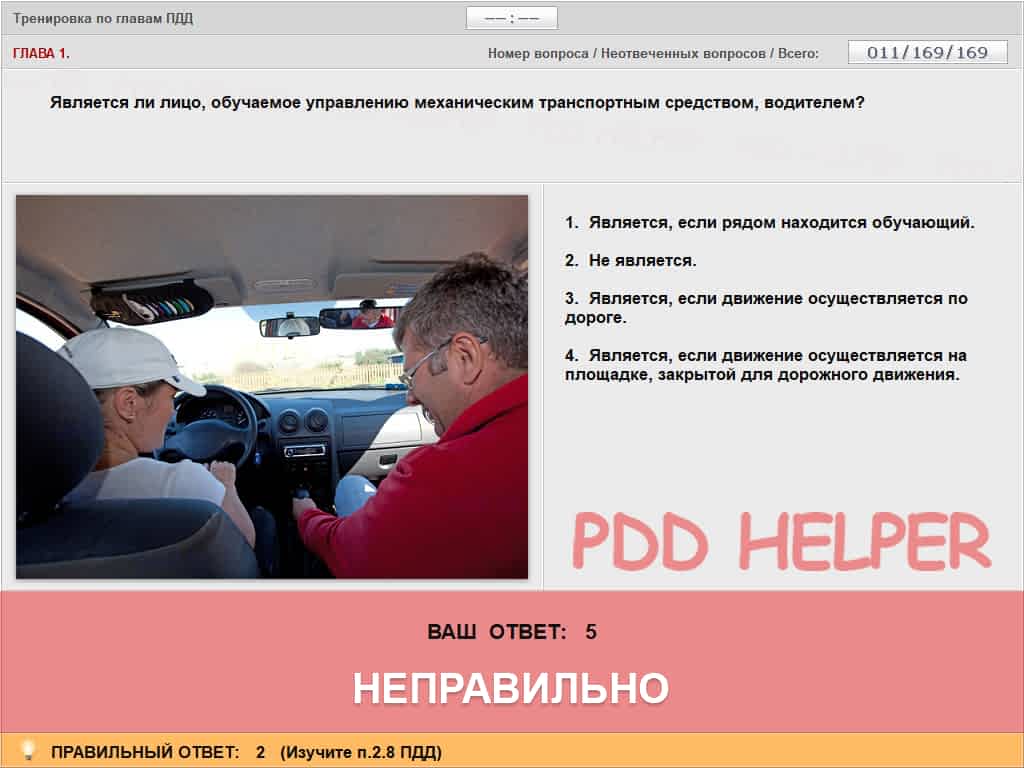 Тренировка по главам ПДД
–– : ––
ГЛАВА 1.
Номер вопроса / Неотвеченных вопросов / Всего:
011/169/169
Является ли лицо, обучаемое управлению механическим транспортным средством, водителем?
1. Является, если рядом находится обучающий.
2. Не является.
3. Является, если движение осуществляется по
дороге.
4. Является, если движение осуществляется на
площадке, закрытой для дорожного движения.
PDD HELPER
ВАШ ОТВЕТ: 5
НЕПРАВИЛЬНО
ПРАВИЛЬНЫЙ ОТВЕТ: 2 (Изучите п.2.8 ПДД)